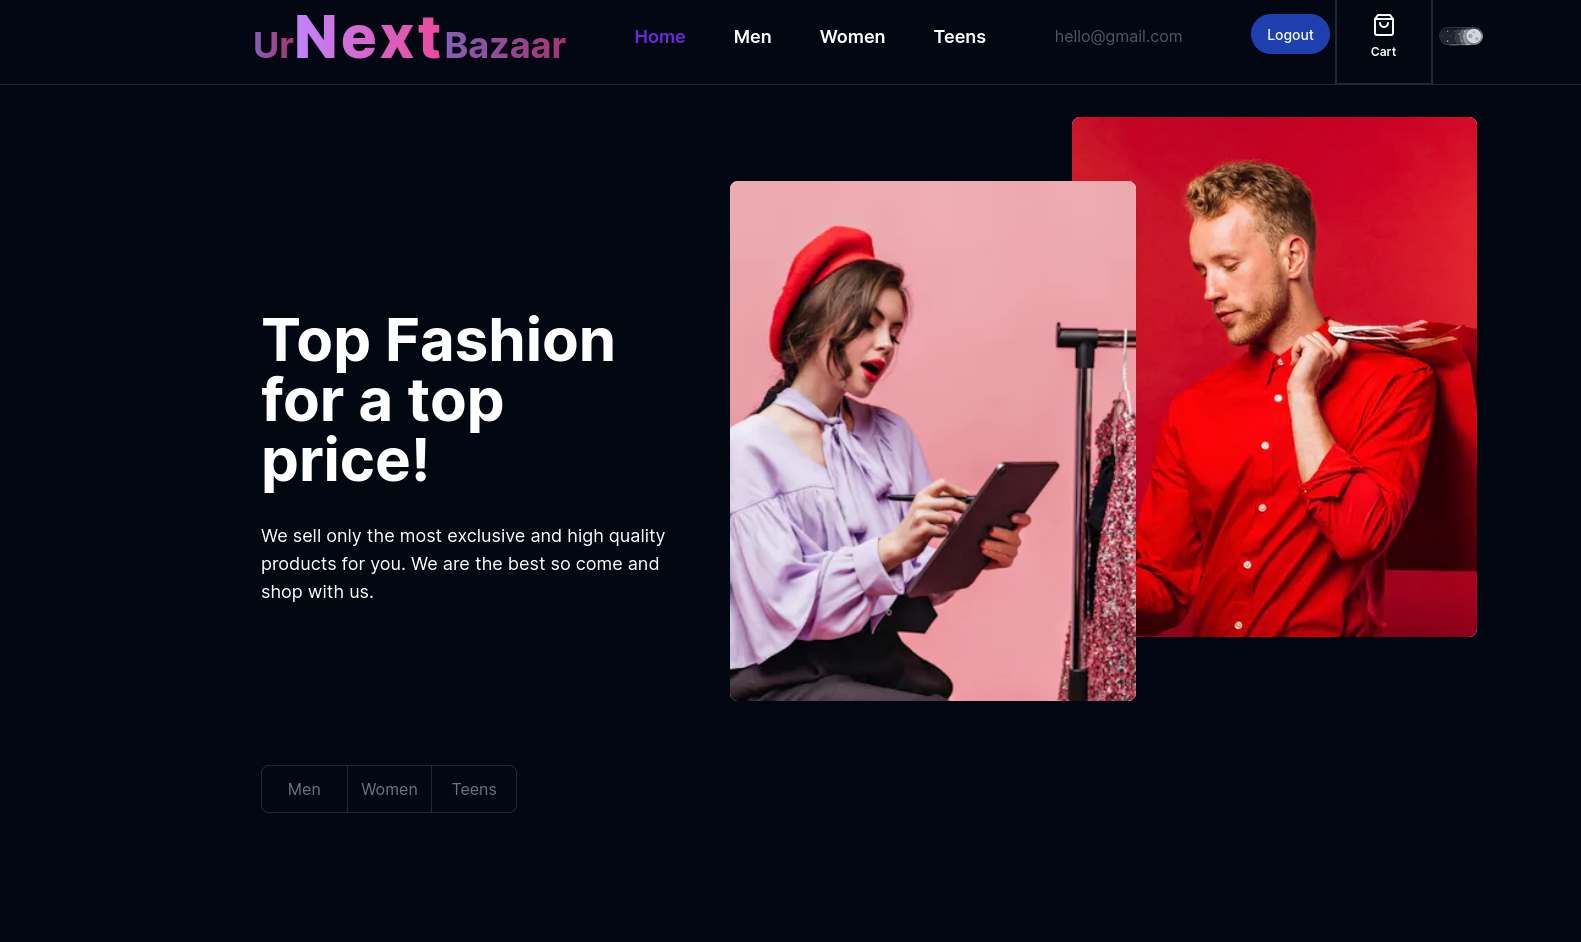 UrNextBazaar
Home
Men
Women
Teens
hello@gmail.com
Logout
Cart
Top Fashion
for a top
price!
We sell only the most exclusive and high quality
products for you. We are the best so come and
shop with us.
Men
Women
Teens